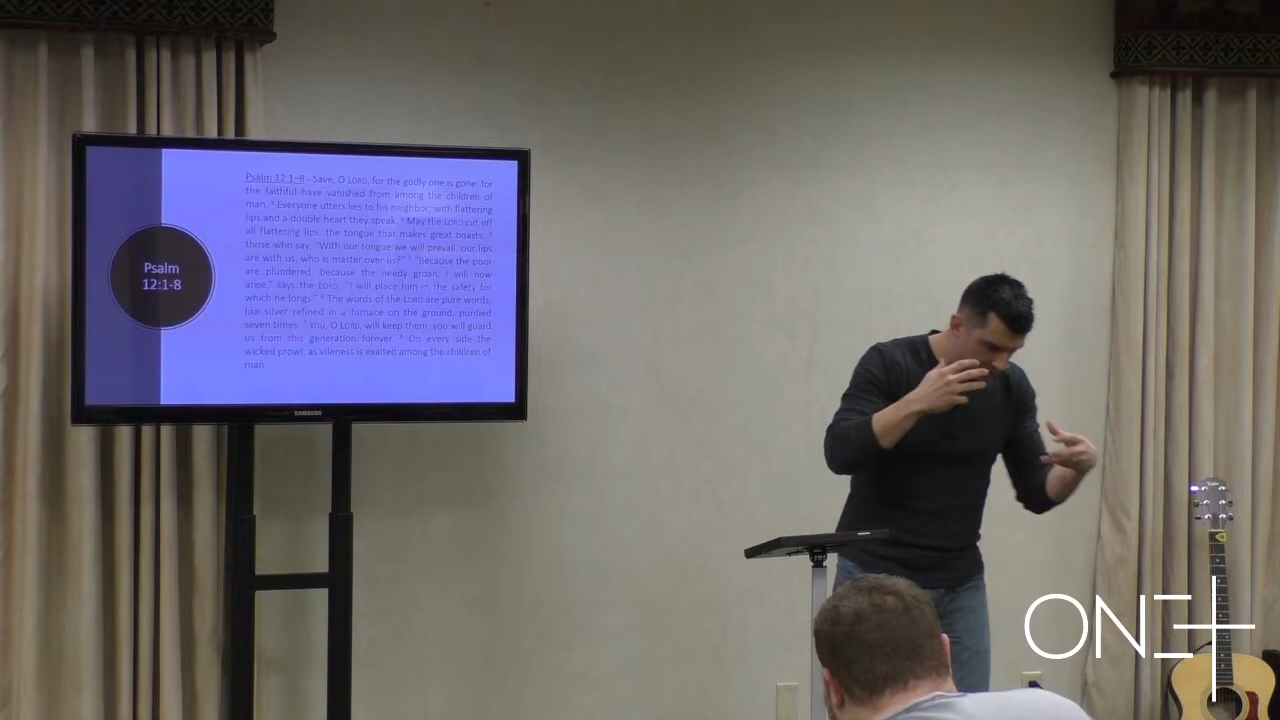 Psalm
12:1-8
Psalm 12:1–8 - Save, O LORD, for the godly one is gone; for
the faithful have vanished from among the children of
man. 2 Everyone utters lies to his neighbor; with flattering
lips and a double heart they speak. 3 May the LORD cut off
all flattering lips, the tongue that makes great boasts, 4
those who say, “With our tongue we will prevail, our lips
are with us; who is master over us?” 5 “Because the poor
are plundered, because the needy groan, I will now
arise,” says the LORD; “I will place him in the safety for
which he longs.” 6 The words of the LORD are pure words,
like silver refined in a furnace on the ground, purified
seven times. 7 You, O LORD, will keep them; you will guard
us from this generation forever. 8 On every side the
wicked prowl, as vileness is exalted among the children of
man.
SAMSUNG
ONE